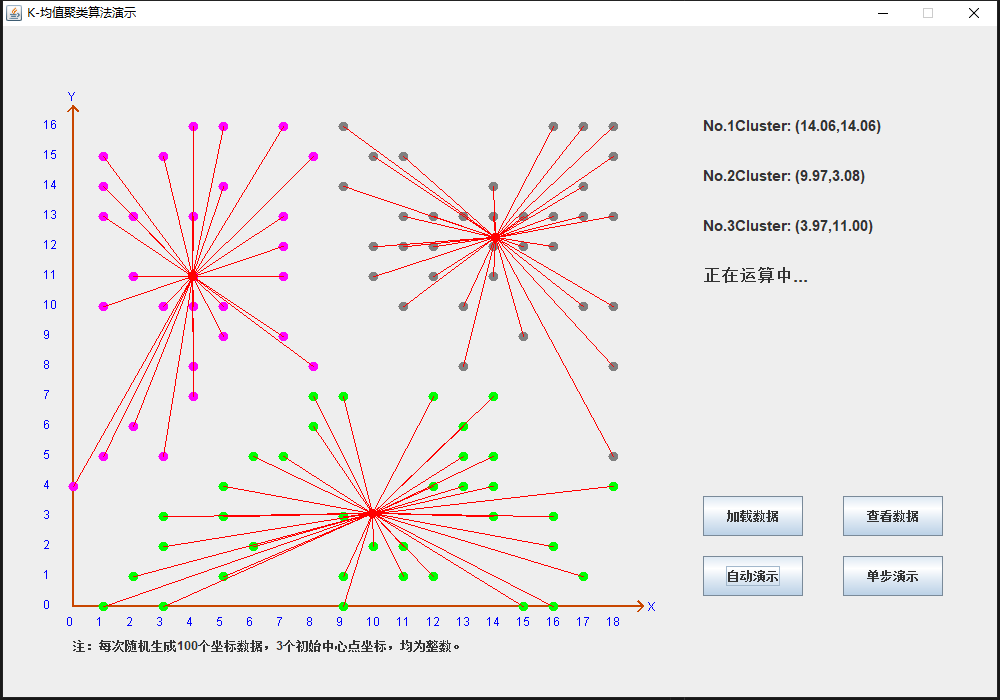 K-均值聚类算法演示
Y
16
15
14
13
12
11
10
9
8
7
6
5
4
3
2
1
0
0 1 2 3 4 5 6 7 8 9 10 11 12 13 14 15 16 17 18 X
注：每次随机生成100个坐标数据，3个初始中心点坐标，均为整数。
No.1Cluster: (14.06,14.06)
No.2Cluster: (9.97,3.08)
No.3Cluster: (3.97,11.00)
正在运算中...
加载数据 查看数据
自动演示 单步演示